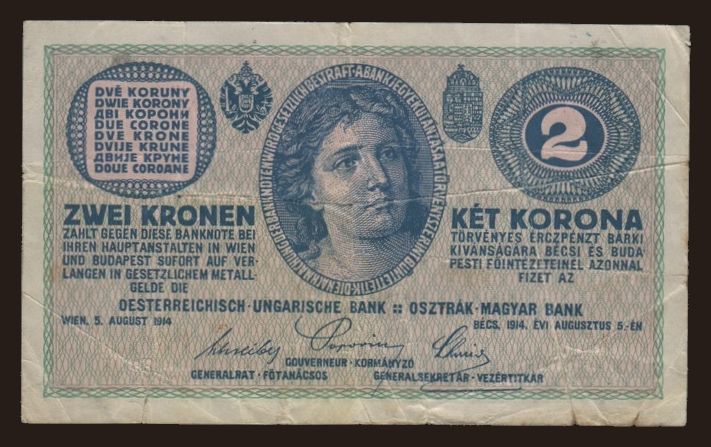 DVĚ KORUNY
DWIE KORONY
ДВІ КОРОНИ
DUE CORONE
DVE KRONE
DVIJE KRUNE
ДВИЈЕ КРУНЕ
DOUE COROANE
2
ZWEI KRONEN
ZAHLT GEGEN DIESE BANKNOTE BEI
IHREN HAUPTANSTALTEN IN WIEN
UND BUDAPEST SOFORT AUF VER-
LANGEN IN GESETZLICHEM METALL-
GELDE DIE
KÉT KORONA
TÖRVÉNYES ÉRCZPÉNZT BÁRKI
KIVÁNSÁGÁRA BÉCSI ÉS BUDA
PESTI FŐINTÉZETEINÉL AZONNAL
FIZET AZ
OESTERREICHISCH-UNGARISCHE BANK :: OSZTRÁK-MAGYAR BANK
WIEN, 5. AUGUST 1914
BÉCS, 1914. ÉVI AUGUSZTUS 5.-ÉN
GOUVERNEUR·KORMÁNYZÓ
GENERALRAT·FŐTANÁCSOS
GENERALSEKRETÄR·VEZÉRTITKÁR